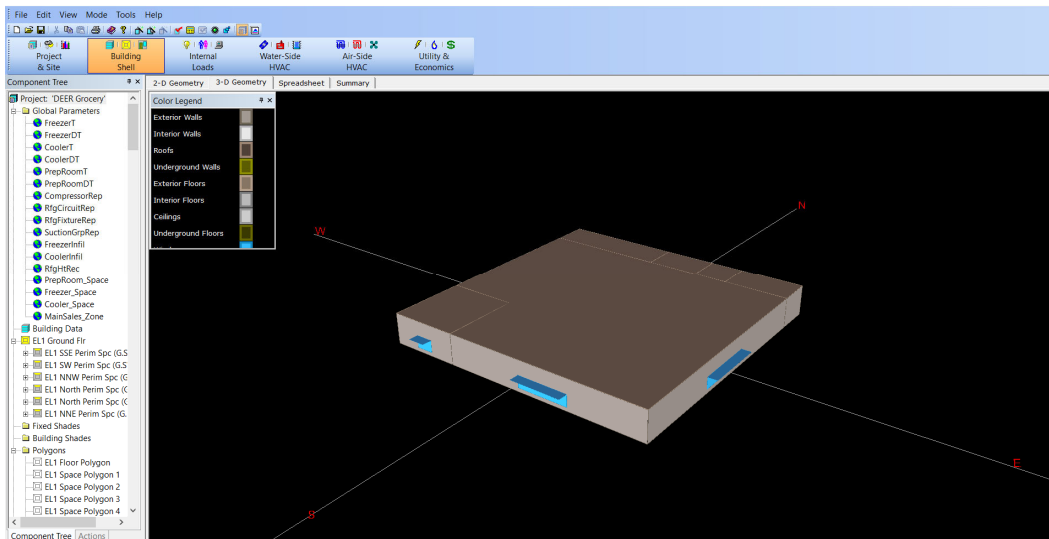 File Edit View Mode Tools Help
Project & Site
Building Shell
Internal Loads
Water-Side HVAC
Air-Side HVAC
Utility & Economics
Component Tree
2-D Geometry 3-D Geometry Spreadsheet Summary
Project: 'DEER Grocery'
Global Parameters
FreezerT
FreezerDT
CoolerT
CoolerDT
PrepRoomT
PrepRoomDT
CompressorRep
RfgCircuitRep
RfgFixtureRep
SuctionGrpRep
FreezerInfil
CoolerInfil
RfgHtRec
PrepRoom_Space
Freezer_Space
Cooler_Space
MainSales_Zone
Building Data
EL1 Ground Flr
EL1 SSE Perim Spc (G.S
EL1 SW Perim Spc (G.S
EL1 NNW Perim Spc (G
EL1 North Perim Spc (G
EL1 North Perim Spc (G
EL1 NNE Perim Spc (G.
Fixed Shades
Building Shades
Polygons
EL1 Floor Polygon
EL1 Space Polygon 1
EL1 Space Polygon 2
EL1 Space Polygon 3
EL1 Space Polygon 4
Component Tree Actions
Color Legend
Exterior Walls
Interior Walls
Roofs
Underground Walls
Exterior Floors
Interior Floors
Ceilings
Underground Floors
N
W
E
S